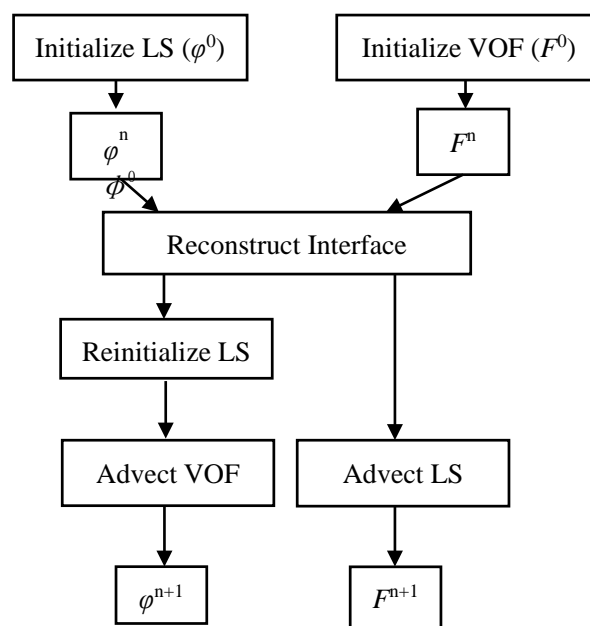 Initialize LS (φ⁰)
Initialize VOF (F⁰)
φⁿ
Fⁿ
ϕ⁰
Reconstruct Interface
Reinitialize LS
Advect VOF
Advect LS
φⁿ⁺¹
Fⁿ⁺¹